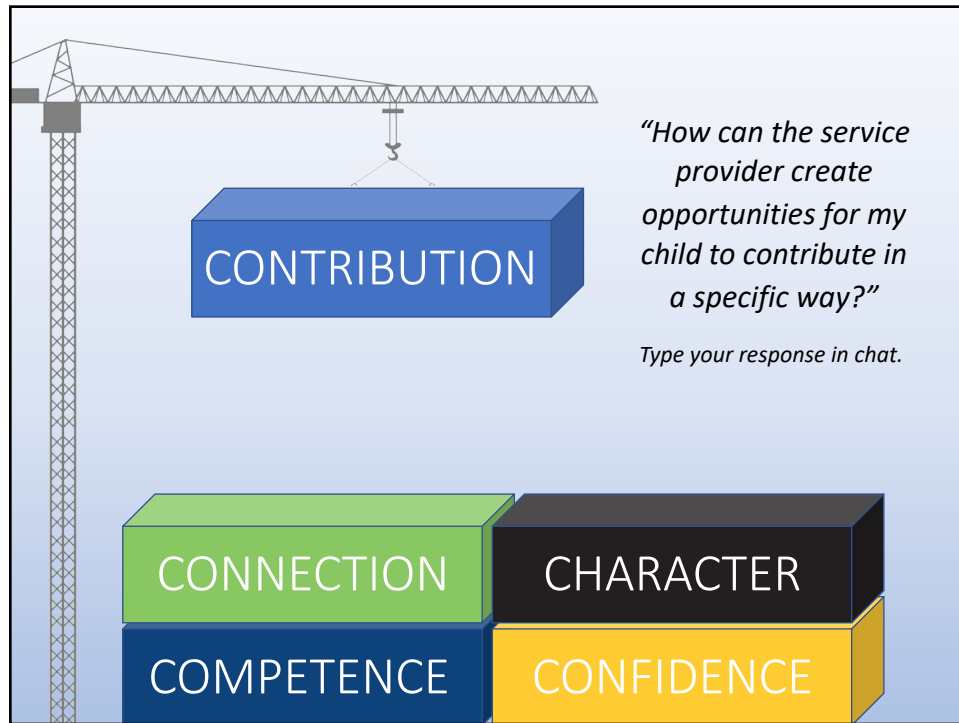 “How can the service
provider create
opportunities for my
child to contribute in
a specific way?”
Type your response in chat.
CONTRIBUTION
CONNECTION
CHARACTER
COMPETENCE
CONFIDENCE